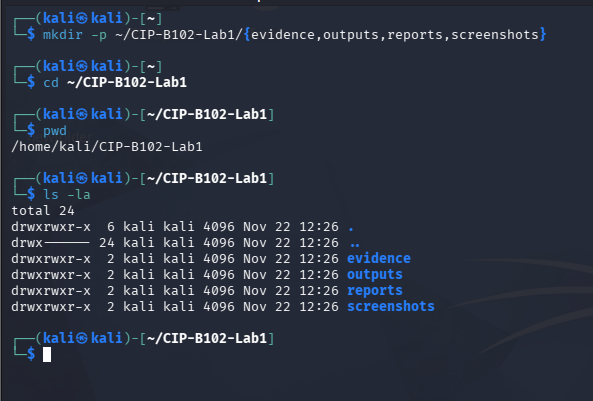 ┌──(kali㉿kali)-[~]
└─$ mkdir -p ~/CIP-B102-Lab1/{evidence,outputs,reports,screenshots}
┌──(kali㉿kali)-[~]
└─$ cd ~/CIP-B102-Lab1
┌──(kali㉿kali)-[~/CIP-B102-Lab1]
└─$ pwd
/home/kali/CIP-B102-Lab1
┌──(kali㉿kali)-[~/CIP-B102-Lab1]
└─$ ls -la
total 24
drwxrwxr-x  6 kali kali 4096 Nov 22 12:26 .
drwx------ 24 kali kali 4096 Nov 22 12:26 ..
drwxrwxr-x  2 kali kali 4096 Nov 22 12:26 evidence
drwxrwxr-x  2 kali kali 4096 Nov 22 12:26 outputs
drwxrwxr-x  2 kali kali 4096 Nov 22 12:26 reports
drwxrwxr-x  2 kali kali 4096 Nov 22 12:26 screenshots
┌──(kali㉿kali)-[~/CIP-B102-Lab1]
└─$